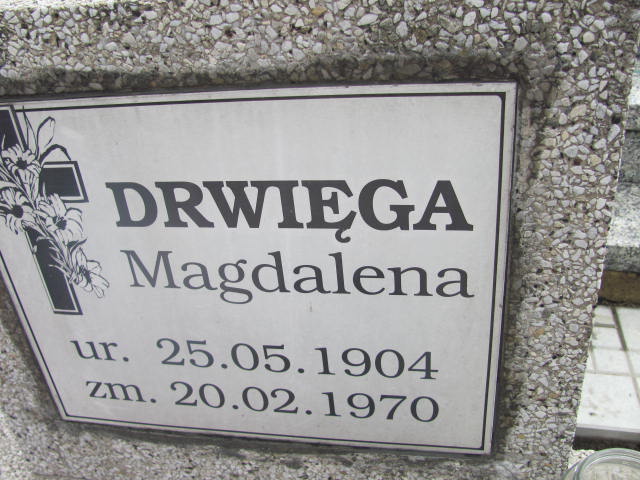 DRWIĘGA
Magdalena
ur. 25.05.1904
zm. 20.02.1970